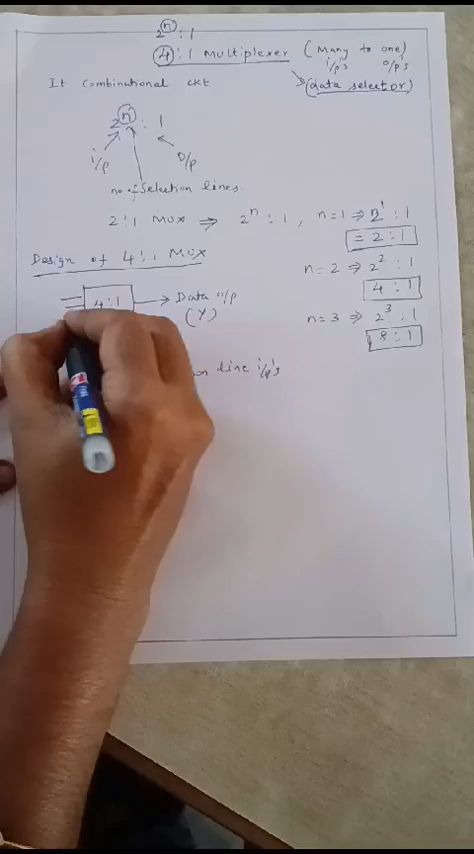 2ⁿ : 1
4 : 1 Multiplexer (Many to one)
i/p's o/p's
It Combinational ckt
(data selector)
2ⁿ : 1
i/p o/p
no of Selection lines
2 : 1 Mux ⇒ 2ⁿ : 1 , n=1 ⇒ 2¹ : 1
= 2 : 1
Design of 4 : 1 Mux
n = 2 ⇒ 2² : 1
4 : 1
4 : 1 → Data o/p
(Y)
n = 3 ⇒ 2³ : 1
8 : 1
line i/p's